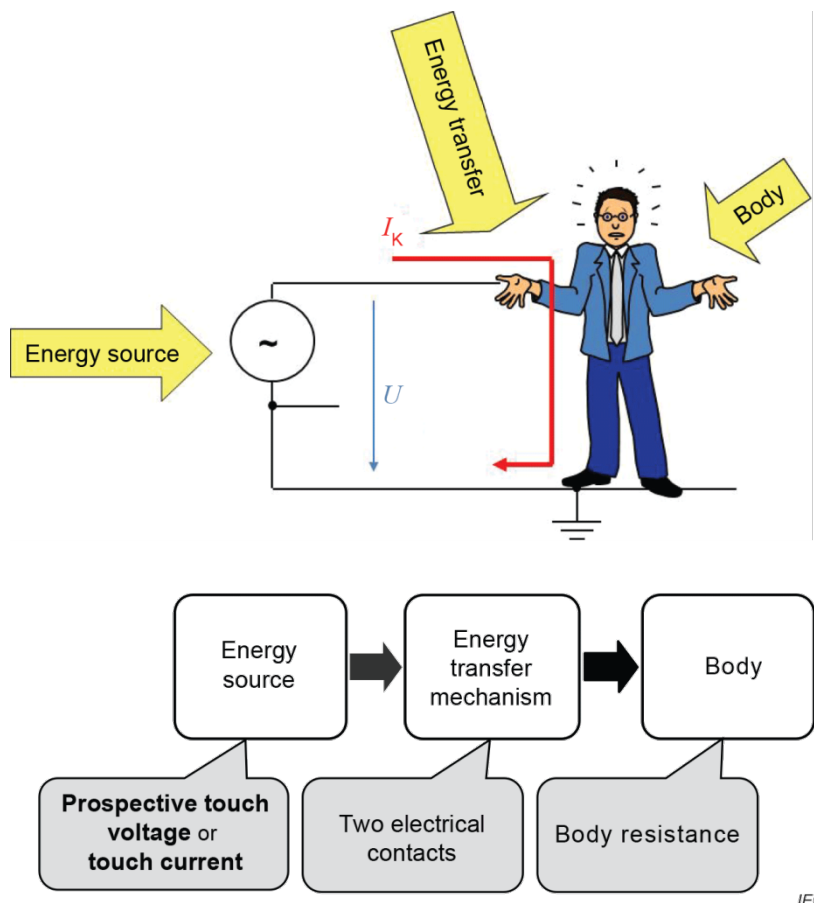 Energy transfer
Body
I_K
Energy source
~
U
Energy
source
Energy
transfer
mechanism
Body
Prospective touch
voltage or
touch current
Two electrical
contacts
Body resistance